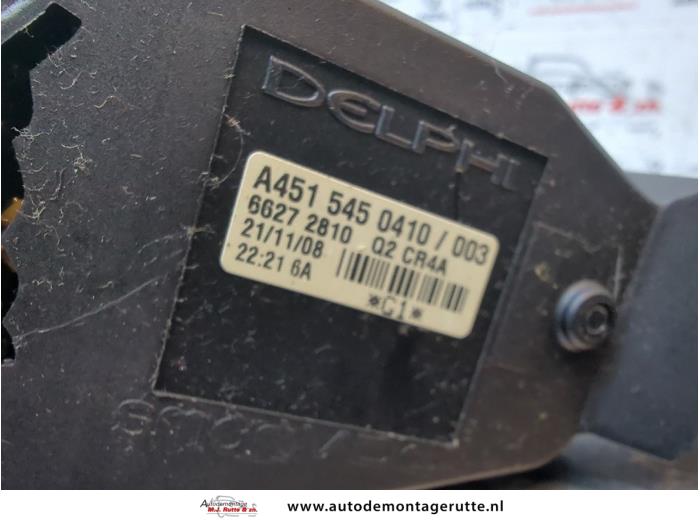 DELPHI
A451 545 0410 / 003
6627 2810 Q2 CR4A
21/11/08
22:21 6A
*G1*
Autodemontage
M.J. Rutte & zn.
www.autodemontagerutte.nl